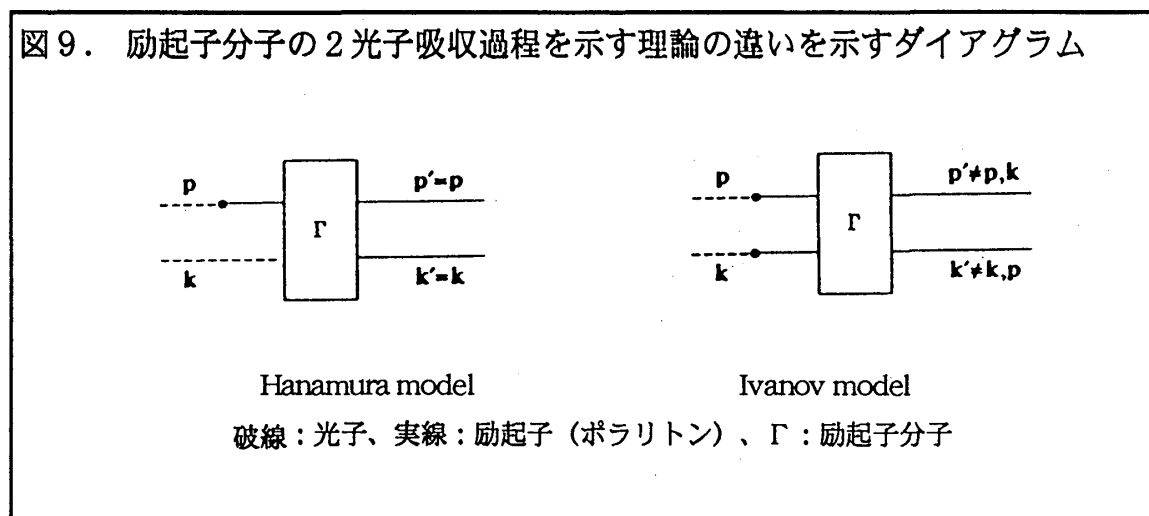 図9. 励起子分子の2光子吸収過程を示す理論の違いを示すダイアグラム
p
Γ
p'=p
k
k'=k
p
Γ
p'≠p,k
k
k'≠k,p
Hanamura model
Ivanov model
破線:光子、実線:励起子(ポラリトン)、Γ:励起子分子